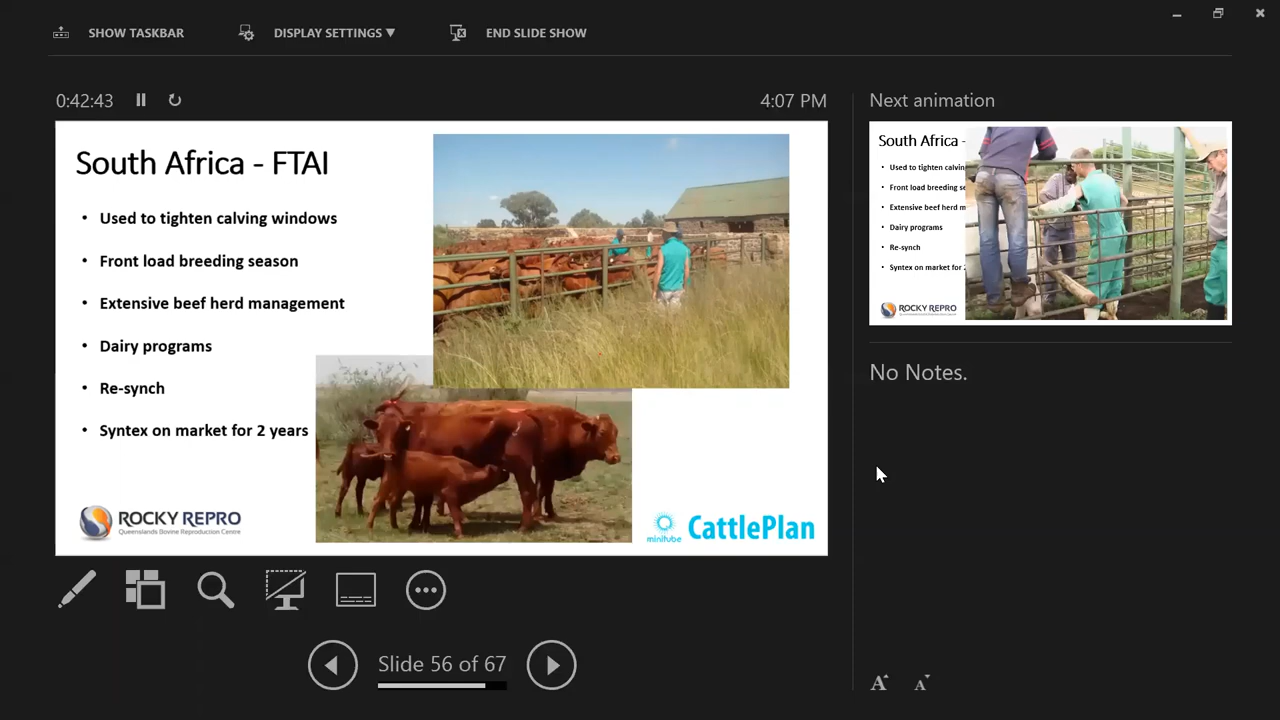 SHOW TASKBAR
DISPLAY SETTINGS ▼
END SLIDE SHOW
0:42:43
4:07 PM
South Africa - FTAI
• Used to tighten calving windows
• Front load breeding season
• Extensive beef herd management
• Dairy programs
• Re-synch
• Syntex on market for 2 years
ROCKY REPRO
Queenslands Bovine Reproduction Centre
minitube
CattlePlan
Slide 56 of 67
Next animation
South Africa -
• Used to tighten calvin
• Front load breeding se
• Extensive beef herd m
• Dairy programs
• Re-synch
• Syntex on market for 2
ROCKY REPRO
No Notes.
A A